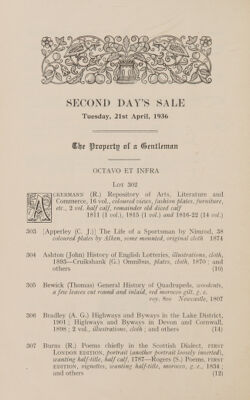 SECOND DAY'S SALE
Tuesday, 21st April, 1936
The Property of a Gentleman
OCTAVO ET INFRA
LOT 302
ACKERMANN (R.) Repository of Arts, Literature and
Commerce, 16 vol., coloured views, fashion plates, furniture,
etc., 2 vol. half calf, remainder old diced calf
1811 (1 vol.), 1815 (1 vol.) and 1816-22 (14 vol.)
303 [Apperley (C. J.)] The Life of a Sportsman by Nimrod, 38
coloured plates by Alken, some mounted, original cloth 1874
304 Ashton (John) History of English Lotteries, illustrations, cloth,
1893—Cruikshank (G.) Omnibus, plates, cloth, 1870; and
others (10)
305 Bewick (Thomas) General History of Quadrupeds, woodcuts,
a few leaves cut round and inlaid, red morocco gilt, g. e.
roy. 8vo Newcastle, 1807
306 Bradley (A. G.) Highways and Byways in the Lake District,
1901; Highways and Byways in Devon and Cornwall,
1898; 2 vol., illustrations, cloth; and others (14)
307 Burns (R.) Poems chiefly in the Scottish Dialect, FIRST
LONDON EDITION, portrait (another portrait loosely inserted),
wanting half-title, half calf, 1787—Rogers (S.) Poems, FIRST
EDITION, vignettes, wanting half-title, morocco, g. e., 1834;
and others (12)